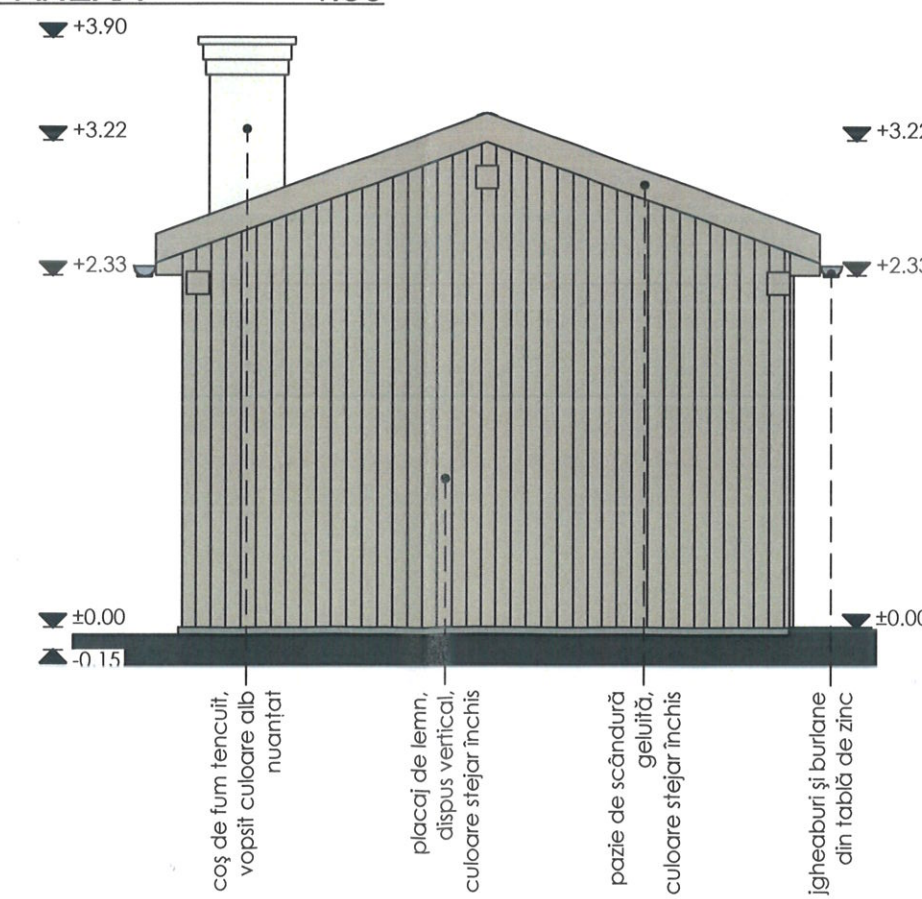 +3.90
+3.22
+3.22
+2.33
+2.33
±0.00
±0.00
-0.15
coș de fum tencuit,
vopsit culoare alb
nuanțat
placaj de lemn,
dispus vertical,
culoare stejar închis
pazie de scândură
geluită,
culoare stejar închis
jgheaburi și burlane
din tablă de zinc